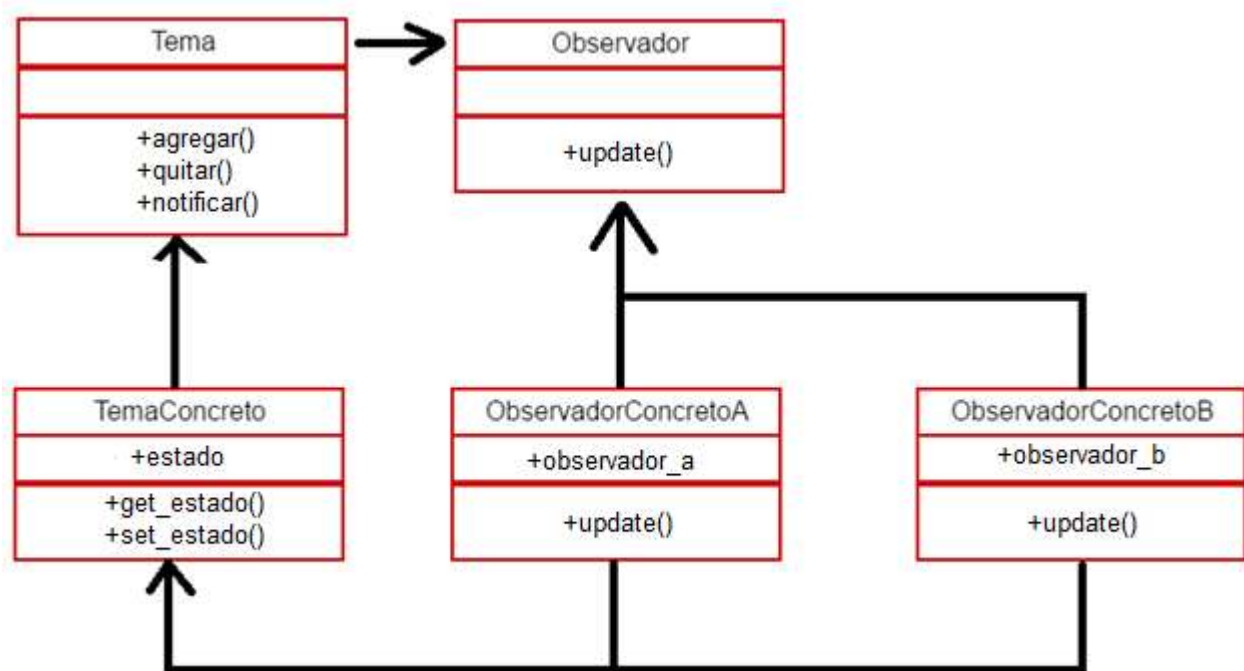 Tema
+agregar()
+quitar()
+notificar()
Observador
+update()
TemaConcreto
+estado
+get_estado()
+set_estado()
ObservadorConcretoA
+observador_a
+update()
ObservadorConcretoB
+observador_b
+update()